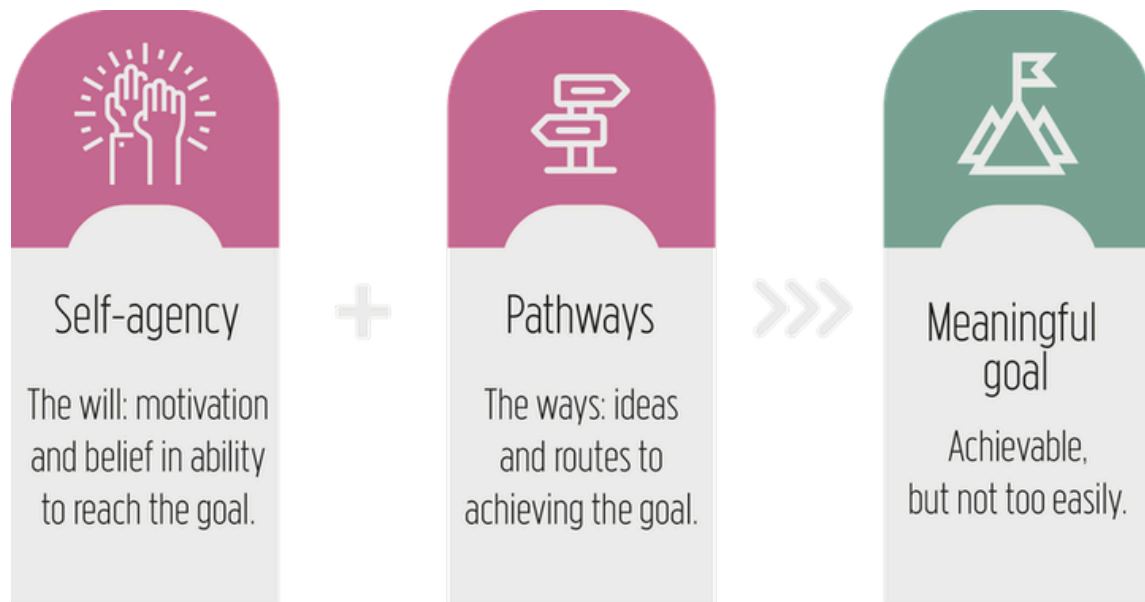 Self-agency
The will: motivation
and belief in ability
to reach the goal.
+
Pathways
The ways: ideas
and routes to
achieving the goal.
Meaningful
goal
Achievable,
but not too easily.